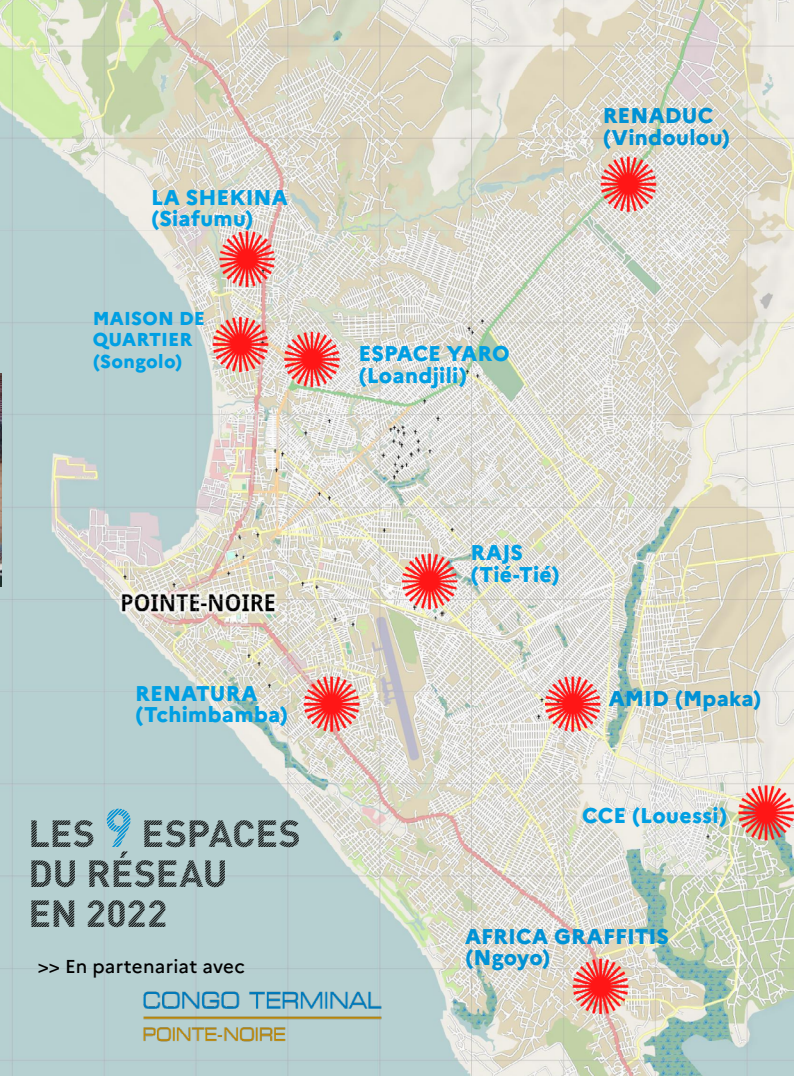 RENADUC
(Vindoulou)
LA SHEKINA
(Siafumu)
MAISON DE
QUARTIER
(Songolo)
ESPACE YARO
(Loandjili)
RAJS
(Tié-Tié)
POINTE-NOIRE
RENATURA
(Tchimbamba)
AMID (Mpaka)
CCE (Louessi)
LES 9 ESPACES
DU RÉSEAU
EN 2022
AFRICA GRAFFITIS
(Ngoyo)
>> En partenariat avec
CONGO TERMINAL
POINTE-NOIRE